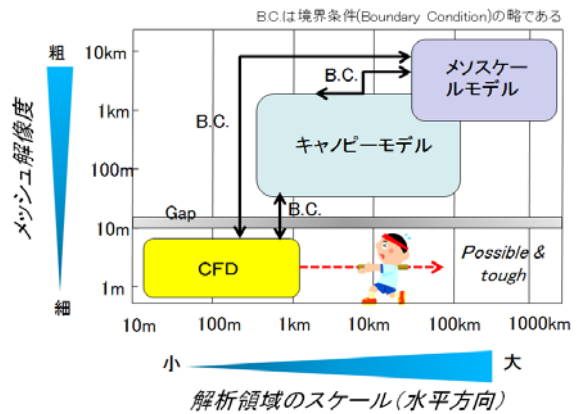 B.C.は境界条件(Boundary Condition)の略である
粗
10km
1km
100m
10m
1m
細
メッシュ解像度
メソスケー
ルモデル
B.C.
B.C.
キャノピーモデル
Gap
B.C.
CFD
Possible &
tough
10m
100m
1km
10km
100km
1000km
小
大
解析領域のスケール(水平方向)